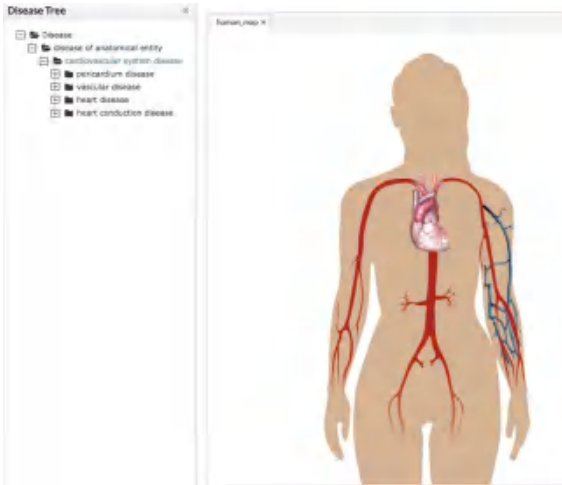 Disease Tree
Disease
disease of anatomical entity
cardiovascular system disease
pericardium disease
vascular disease
heart disease
heart conduction disease
human_map ×